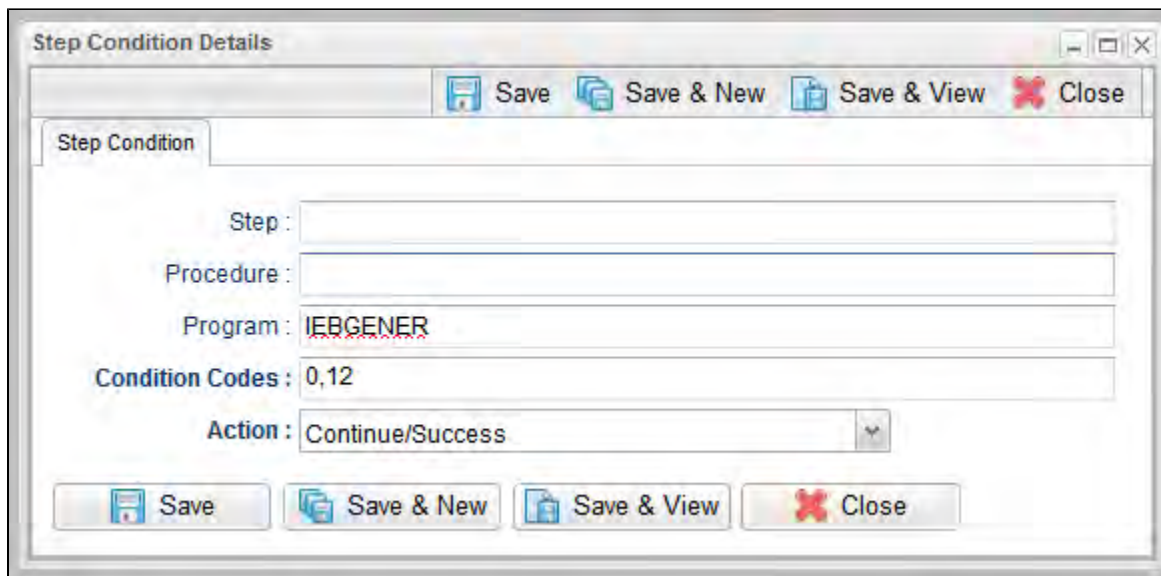 Step Condition Details
Save Save & New Save & View Close
Step Condition
Step :
Procedure :
Program : IEBGENER
Condition Codes : 0,12
Action : Continue/Success
Save Save & New Save & View Close